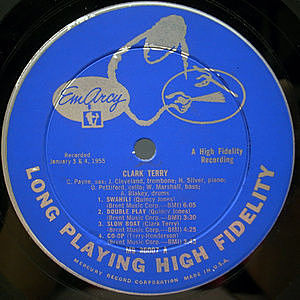 EmArcy
Recorded
January 3 & 4, 1955
A High Fidelity
Recording
CLARK TERRY
C. Payne, sax; J. Cleveland, trombone; H. Silver, piano;
O. Pettiford, cello; W. Marshall, bass;
A. Blakey, drums
1. SWAHILI (Quincy Jones)
(Brent Music Corp.—BMI) 6:05
2. DOUBLE PLAY (Quincy Jones)
(Brent Music Corp.—BMI) 3:30
3. SLOW BOAT (Clark Terry)
(Brent Music Corp.—BMI) 4:25
4. CO-OP (Terry-Henderson)
(Brent Music Corp.—BMI) 3:45
MG 36007 A
LONG PLAYING HIGH FIDELITY
MERCURY RECORD CORPORATION MADE IN U.S.A.